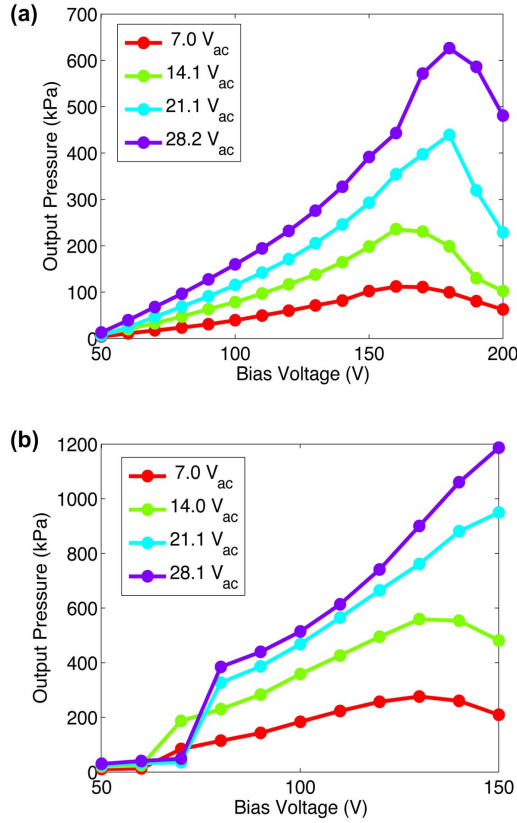 (a)
700
600
500
400
300
200
100
0
Output Pressure (kPa)
7.0 Vac
14.1 Vac
21.1 Vac
28.2 Vac
50 100 150 200
Bias Voltage (V)
(b)
1200
1000
800
600
400
200
0
Output Pressure (kPa)
7.0 Vac
14.0 Vac
21.1 Vac
28.1 Vac
50 100 150
Bias Voltage (V)